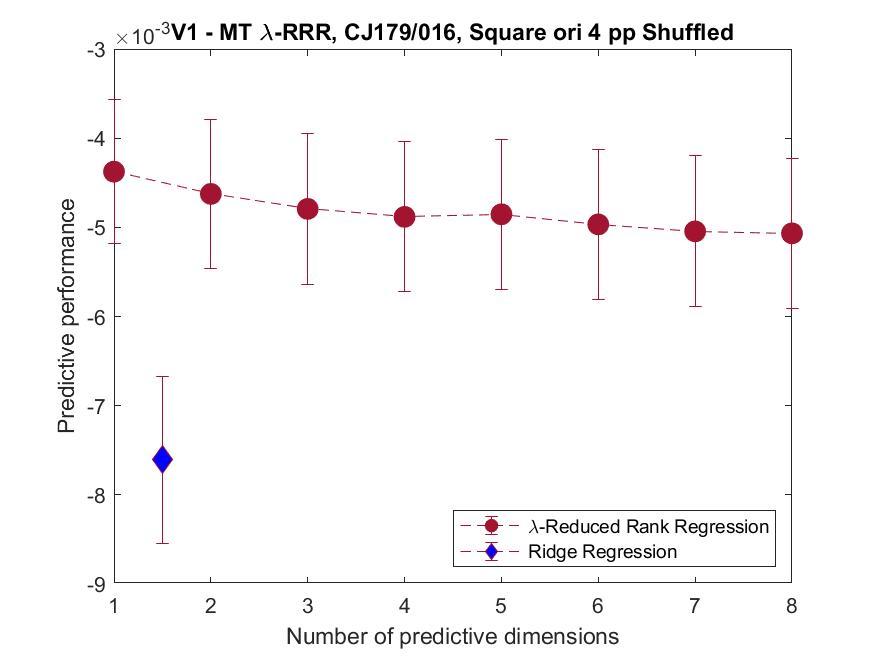 ×10-3
V1 - MT λ-RRR, CJ179/016, Square ori 4 pp Shuffled
-3
-4
-5
-6
-7
-8
-9
Predictive performance
1 2 3 4 5 6 7 8
Number of predictive dimensions
λ-Reduced Rank Regression
Ridge Regression